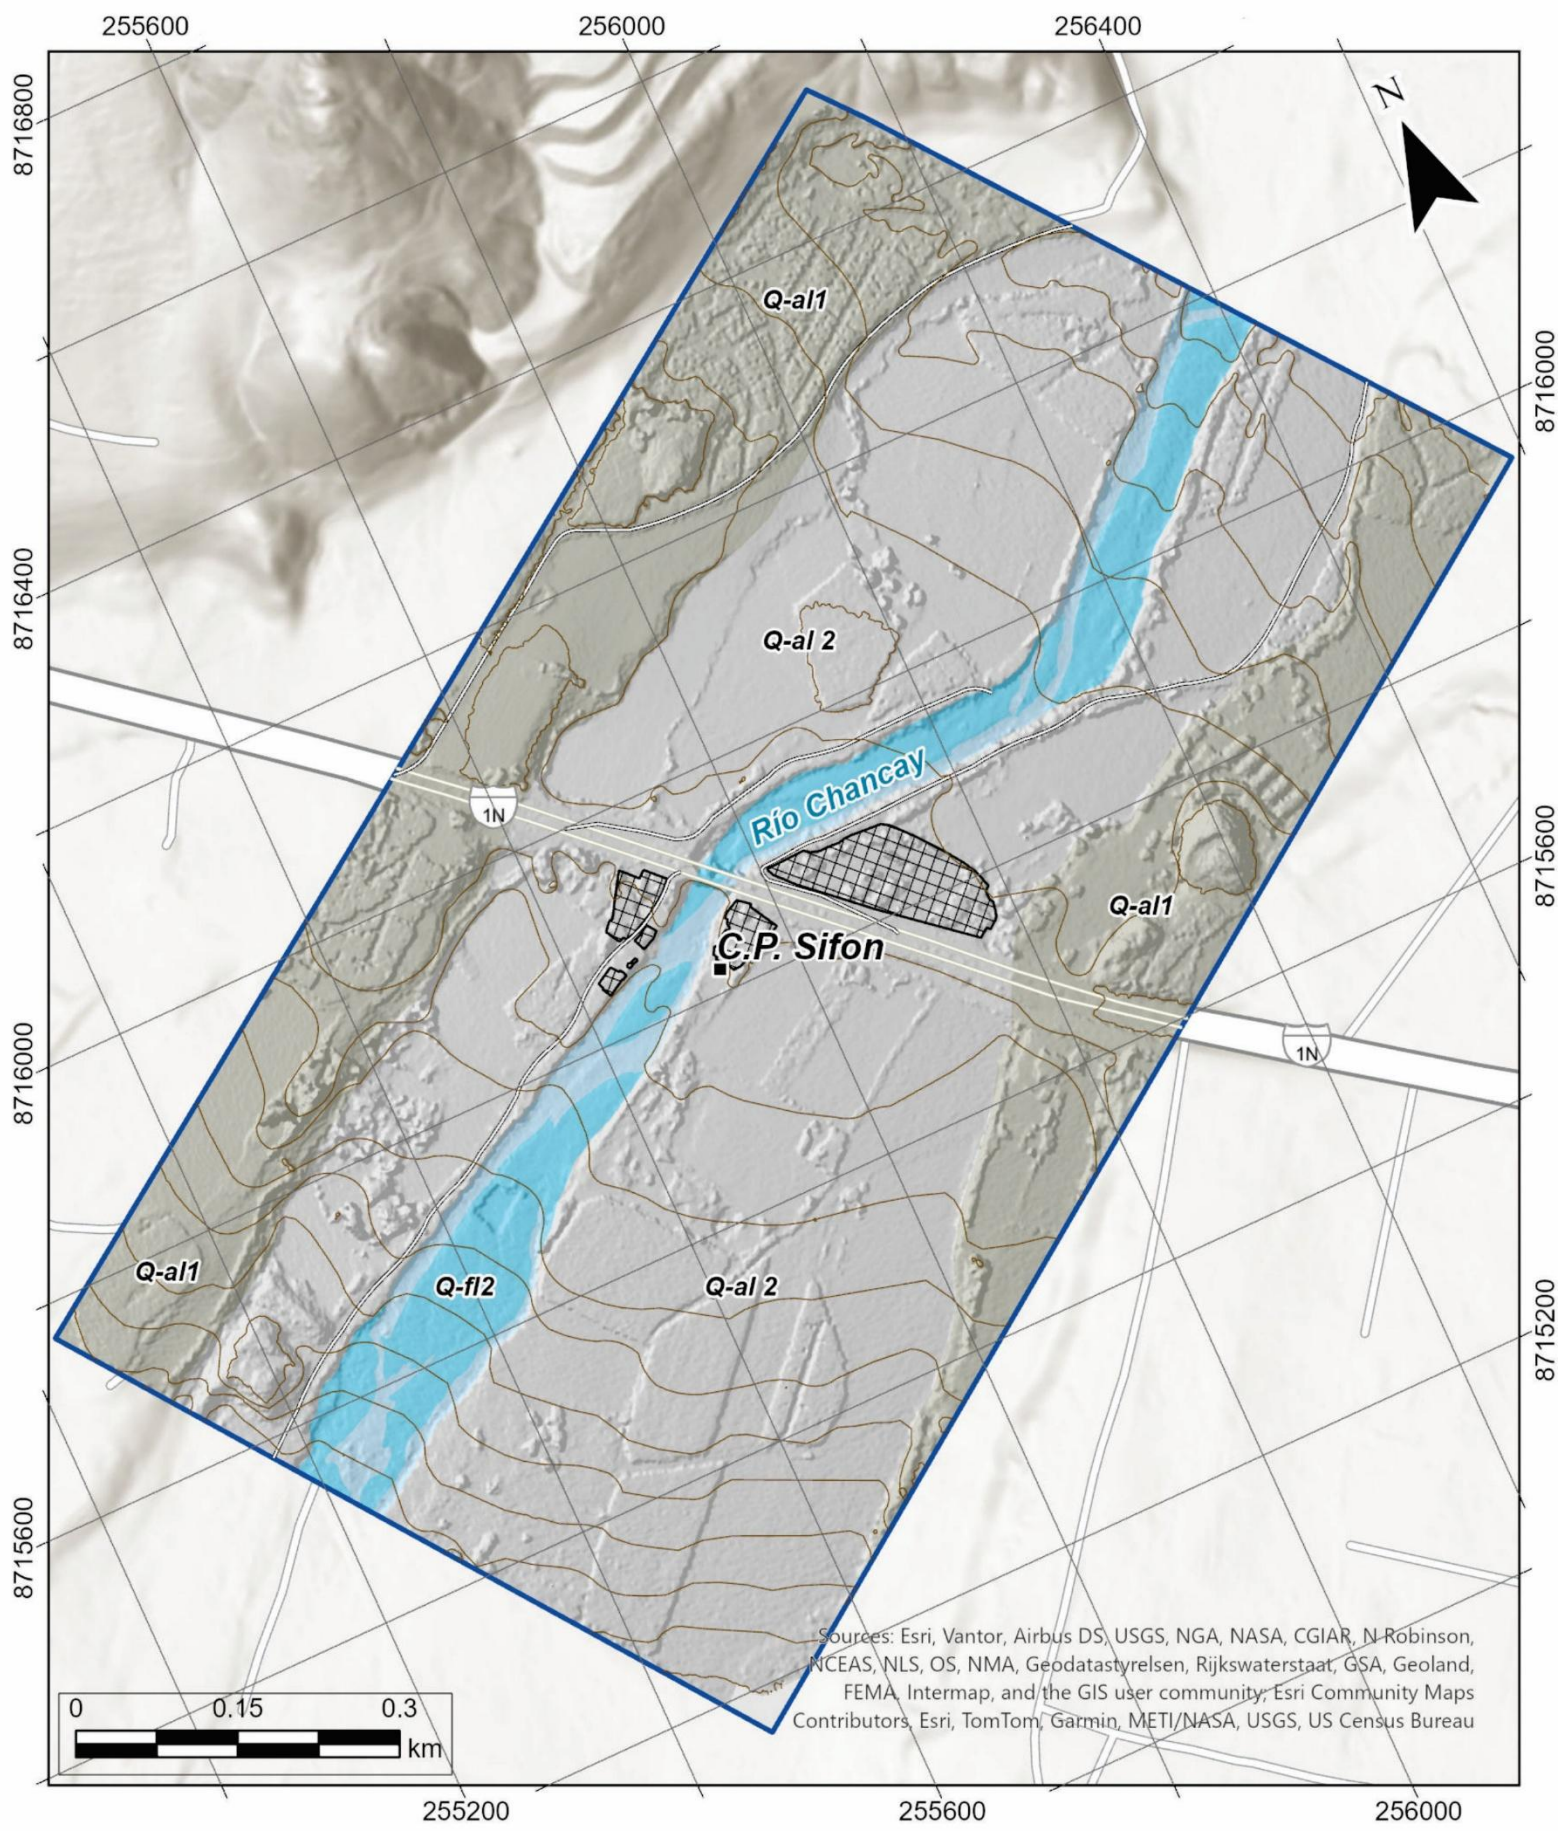 255600
256000
256400
N
8716800
Q-al1
8716000
8716400
Q-al 2
Río Chancay
1N
8715600
Q-al1
C.P. Sifon
1N
8716000
Q-al1
Q-fl2
Q-al 2
8715200
8715600
Sources: Esri, Vantor, Airbus DS, USGS, NGA, NASA, CGIAR, N Robinson,
NCEAS, NLS, OS, NMA, Geodatastyrelsen, Rijkswaterstaat, GSA, Geoland,
FEMA, Intermap, and the GIS user community; Esri Community Maps
Contributors, Esri, TomTom, Garmin, METI/NASA, USGS, US Census Bureau
0 0.15 0.3
km
255200
255600
256000